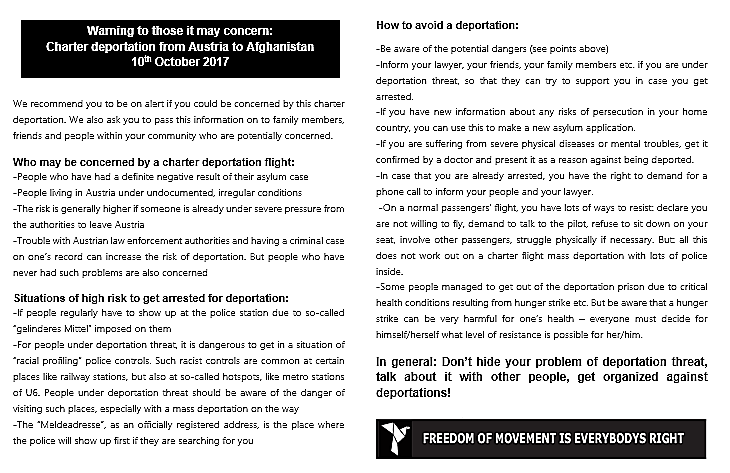 Warning to those it may concern:
Charter deportation from Austria to Afghanistan
10th October 2017
We recommend you to be on alert if you could be concerned by this charter
deportation. We also ask you to pass this information on to family members,
friends and people within your community who are potentially concerned.
Who may be concerned by a charter deportation flight:
-People who have had a definite negative result of their asylum case
-People living in Austria under undocumented, irregular conditions
-The risk is generally higher if someone is already under severe pressure from
the authorities to leave Austria
-Trouble with Austrian law enforcement authorities and having a criminal case
on one's record can increase the risk of deportation. But people who have
never had such problems are also concerned
Situations of high risk to get arrested for deportation:
-If people regularly have to show up at the police station due to so-called
"gelinderes Mittel" imposed on them
-For people under deportation threat, it is dangerous to get in a situation of
"racial profiling" police controls. Such racist controls are common at certain
places like railway stations, but also at so-called hotspots, like metro stations
of U6. People under deportation threat should be aware of the danger of
visiting such places, especially with a mass deportation on the way
-The "Meldeadresse", as an officially registered address, is the place where
the police will show up first if they are searching for you
How to avoid a deportation:
-Be aware of the potential dangers (see points above)
-Inform your lawyer, your friends, your family members etc. if you are under
deportation threat, so that they can try to support you in case you get
arrested.
-If you have new information about any risks of persecution in your home
country, you can use this to make a new asylum application.
-If you are suffering from severe physical diseases or mental troubles, get it
confirmed by a doctor and present it as a reason against being deported.
-In case that you are already arrested, you have the right to demand for a
phone call to inform your people and your lawyer.
-On a normal passengers' flight, you have lots of ways to resist: declare you
are not willing to fly, demand to talk to the pilot, refuse to sit down on your
seat, involve other passengers, struggle physically if necessary. But: all this
does not work out on a charter flight mass deportation with lots of police
inside.
-Some people managed to get out of the deportation prison due to critical
health conditions resulting from hunger strike etc. But be aware that a hunger
strike can be very harmful for one's health – everyone must decide for
himself/herself what level of resistance is possible for her/him.
In general: Don't hide your problem of deportation threat,
talk about it with other people, get organized against
deportations!
FREEDOM OF MOVEMENT IS EVERYBODYS RIGHT